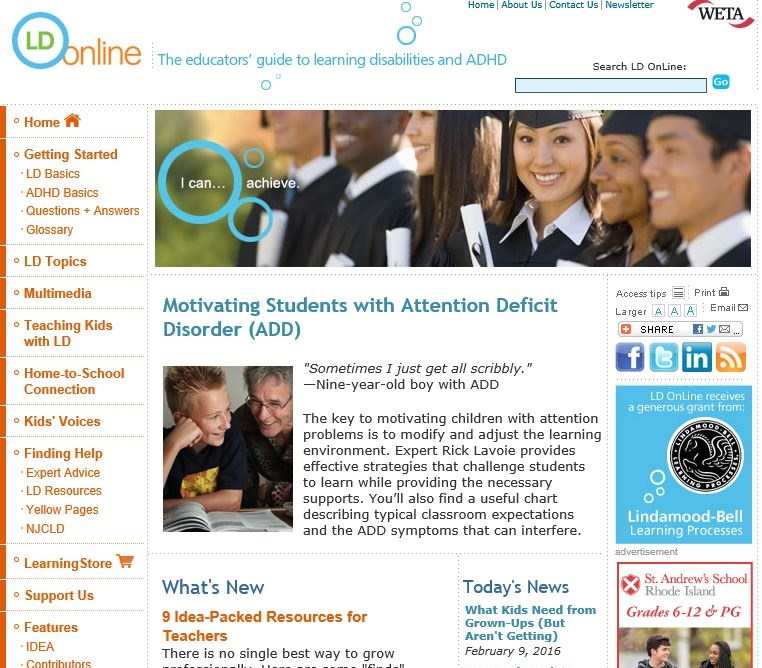 Home | About Us | Contact Us | Newsletter
WETA
LD online
The educators' guide to learning disabilities and ADHD
Search LD OnLine:
Go
Home
Getting Started
LD Basics
ADHD Basics
Questions + Answers
Glossary
LD Topics
Multimedia
Teaching Kids
with LD
Home-to-School
Connection
Kids' Voices
Finding Help
Expert Advice
LD Resources
Yellow Pages
NJCLD
LearningStore
Support Us
Features
IDEA
Contributors
I can... achieve.
Motivating Students with Attention Deficit
Disorder (ADD)
"Sometimes I just get all scribbly."
—Nine-year-old boy with ADD
The key to motivating children with attention
problems is to modify and adjust the learning
environment. Expert Rick Lavoie provides
effective strategies that challenge students
to learn while providing the necessary
supports. You'll also find a useful chart
describing typical classroom expectations
and the ADD symptoms that can interfere.
What's New
9 Idea-Packed Resources for
Teachers
There is no single best way to grow
professionally. Here are some "finds"
Today's News
What Kids Need from
Grown-Ups (But
Aren't Getting)
February 9, 2016
Access tips Print
Larger A A A Email
SHARE
LD OnLine receives
a generous grant from:
LINDAMOOD-BELL
LEARNING PROCESSES
Lindamood-Bell
Learning Processes
advertisement
St. Andrew's School
Rhode Island
Grades 6-12 & PG